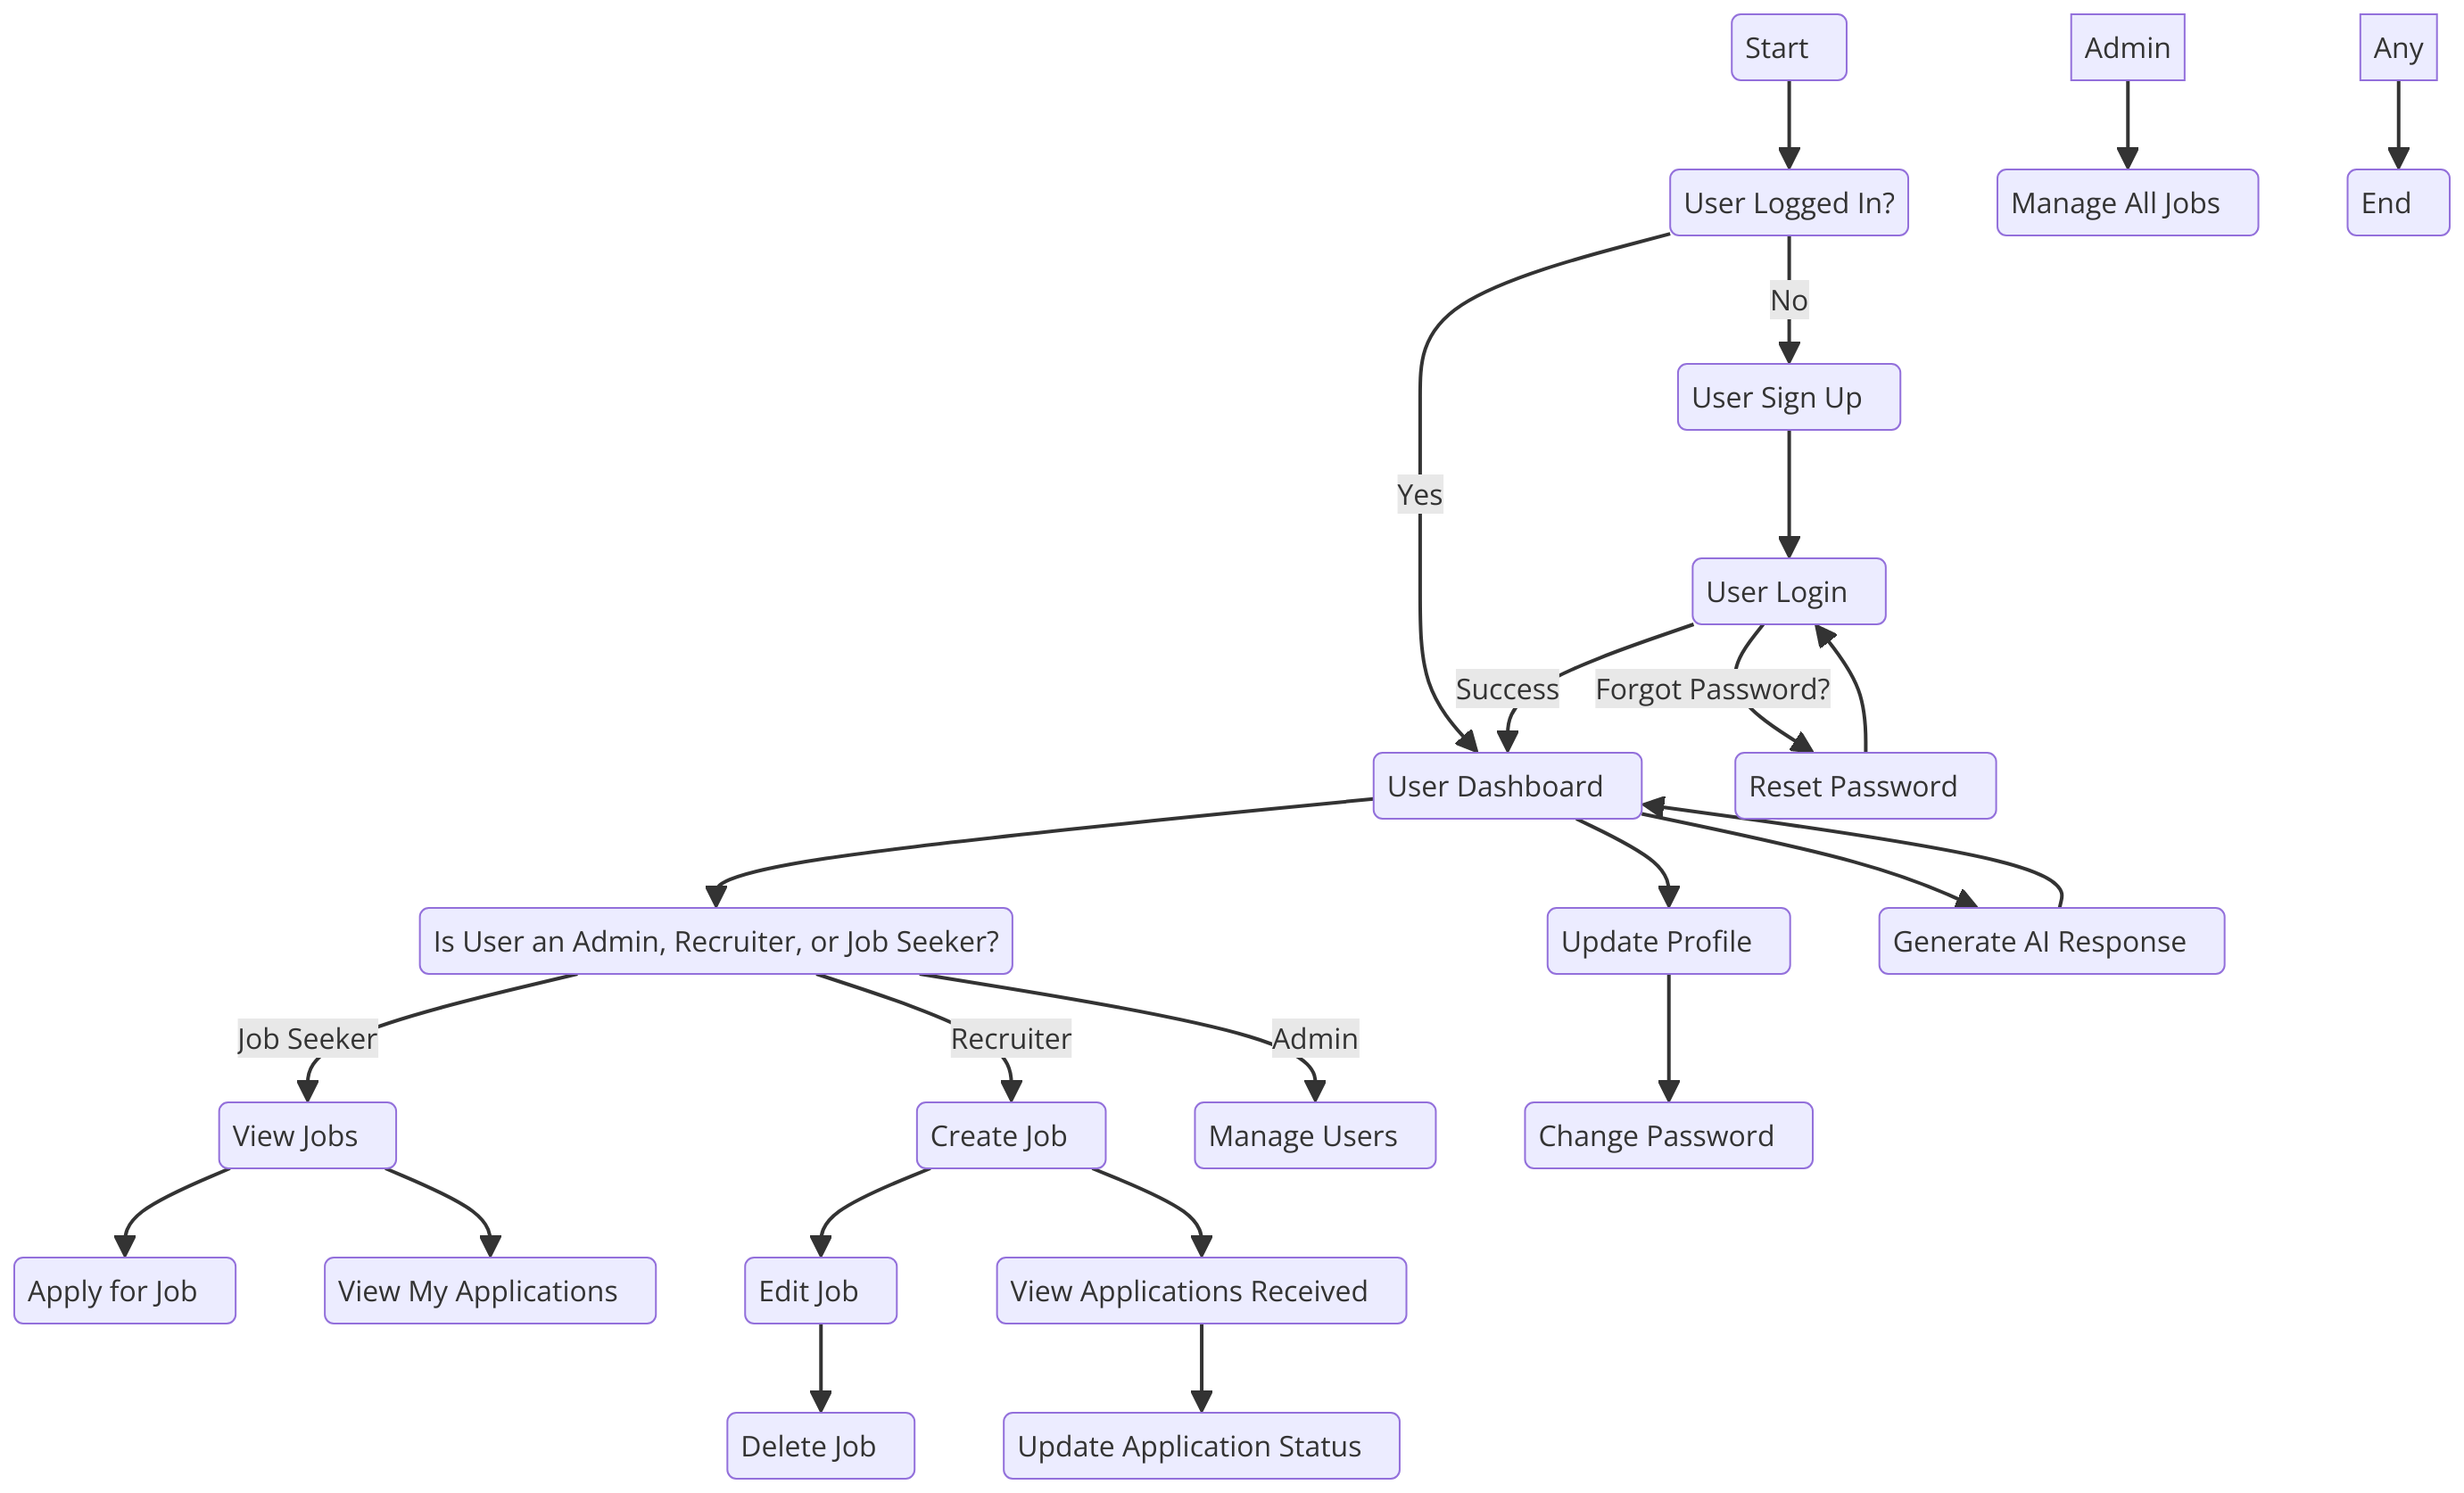 Start
Admin
Any
User Logged In?
Manage All Jobs
End
No
User Sign Up
Yes
User Login
Success
Forgot Password?
User Dashboard
Reset Password
Is User an Admin, Recruiter, or Job Seeker?
Update Profile
Generate AI Response
Job Seeker
Recruiter
Admin
View Jobs
Create Job
Manage Users
Change Password
Apply for Job
View My Applications
Edit Job
View Applications Received
Delete Job
Update Application Status